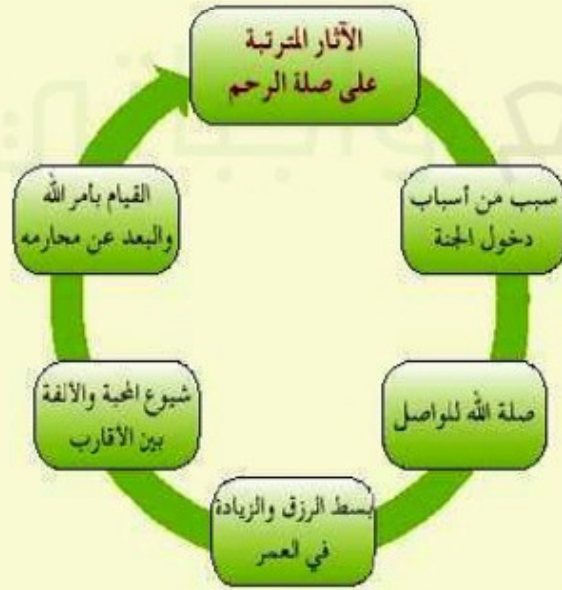 الآثار المترتبة
على صلة الرحم
سبب من أسباب
دخول الجنة
صلة الله للواصل
بسط الرزق والزيادة
في العمر
شيوع المحبة والألفة
بين الأقارب
القيام بأمر الله
والبعد عن محارمه